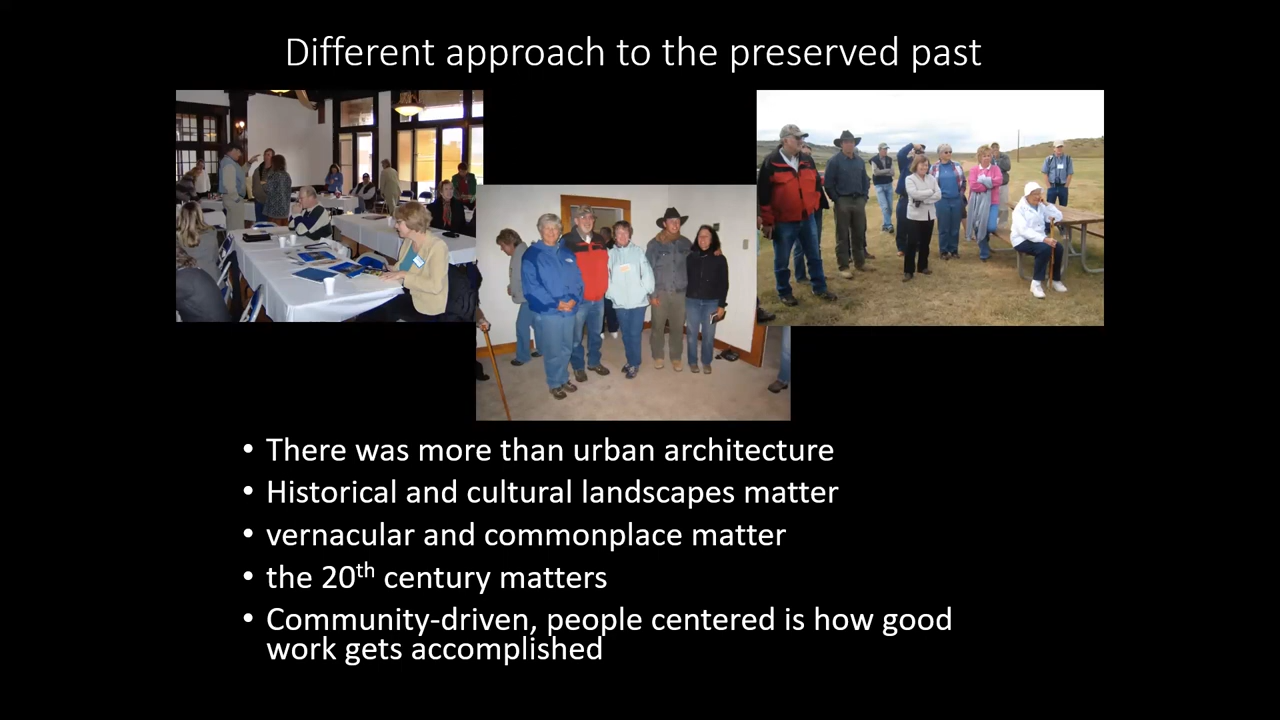 Different approach to the preserved past
• There was more than urban architecture
• Historical and cultural landscapes matter
• vernacular and commonplace matter
• the 20th century matters
• Community-driven, people centered is how good
work gets accomplished